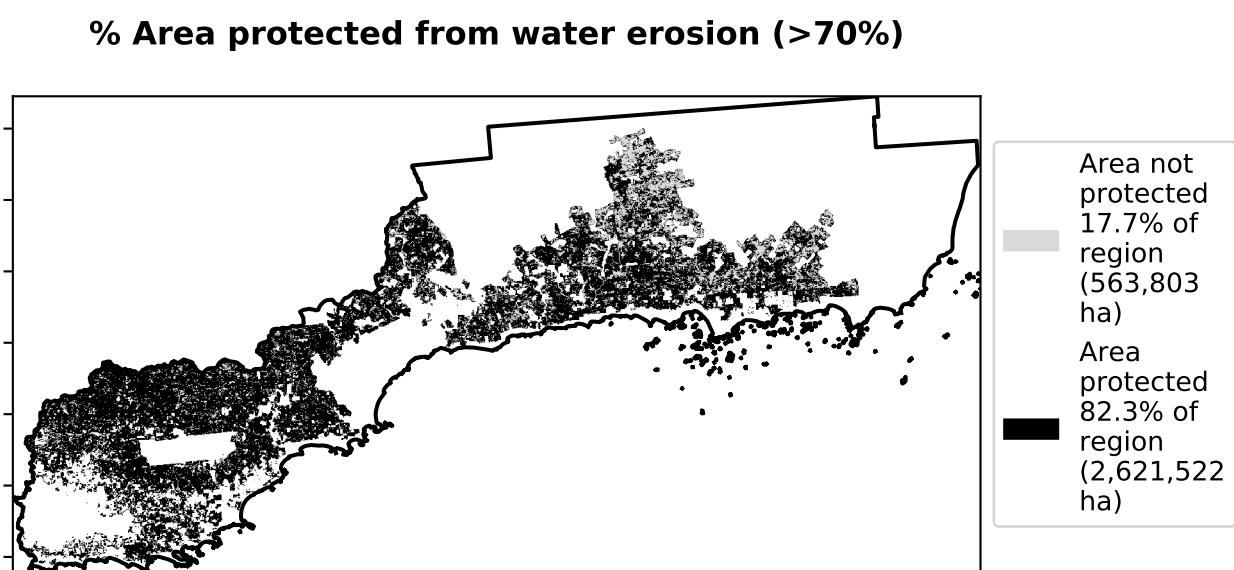 % Area protected from water erosion (>70%)
Area not
protected
17.7% of
region
(563,803
ha)
Area
protected
82.3% of
region
(2,621,522
ha)